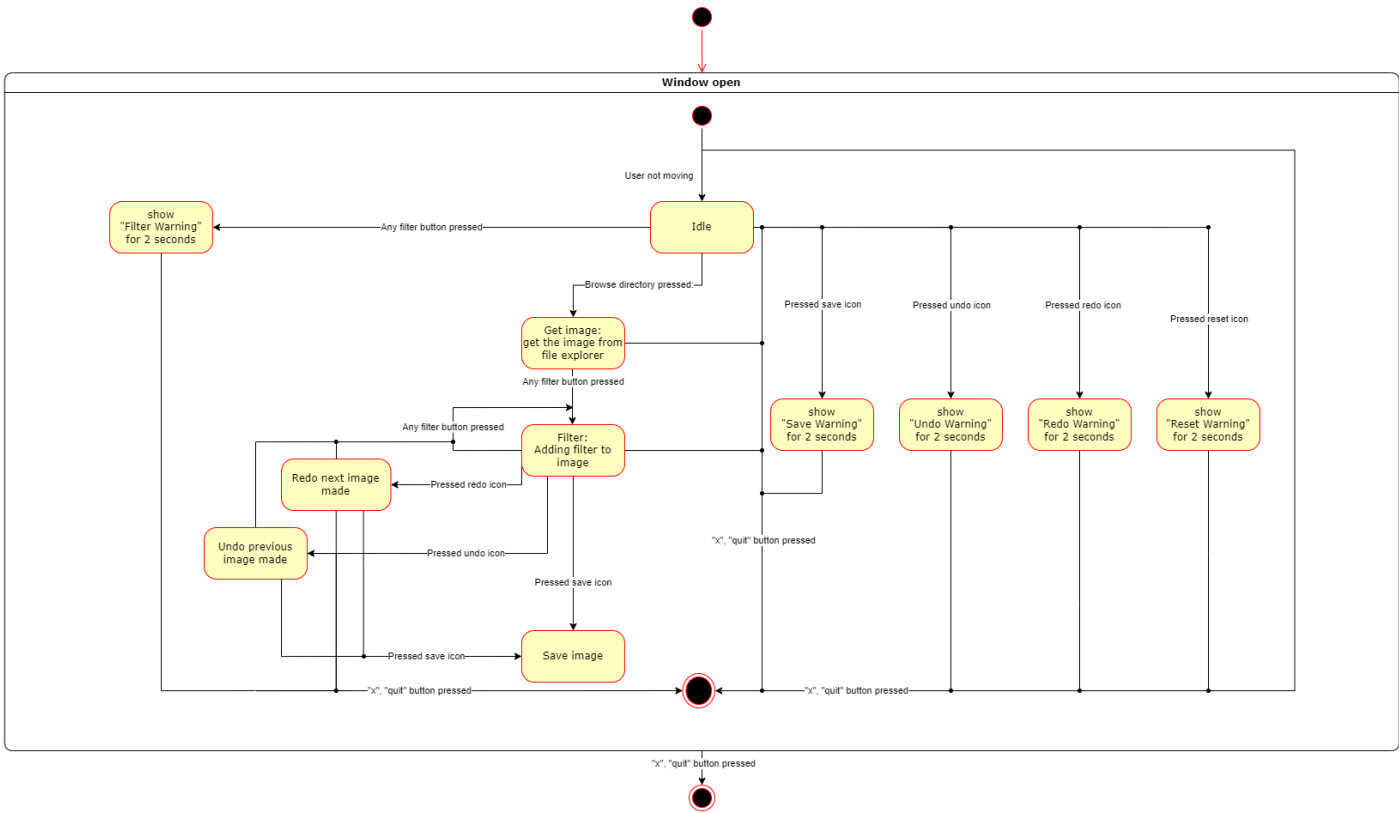 Window open
User not moving
show
"Filter Warning"
for 2 seconds
Any filter button pressed
Idle
Browse directory pressed:
Pressed save icon
Pressed undo icon
Pressed redo icon
Pressed reset icon
Get image:
get the image from
file explorer
Any filter button pressed
show
"Save Warning"
for 2 seconds
show
"Undo Warning"
for 2 seconds
show
"Redo Warning"
for 2 seconds
show
"Reset Warning"
for 2 seconds
Any filter button pressed
Filter:
Adding filter to
image
Redo next image
made
Pressed redo icon
Undo previous
image made
Pressed undo icon
"x", "quit" button pressed
Pressed save icon
Pressed save icon
Save image
"x", "quit" button pressed
"x", "quit" button pressed
"x", "quit" button pressed